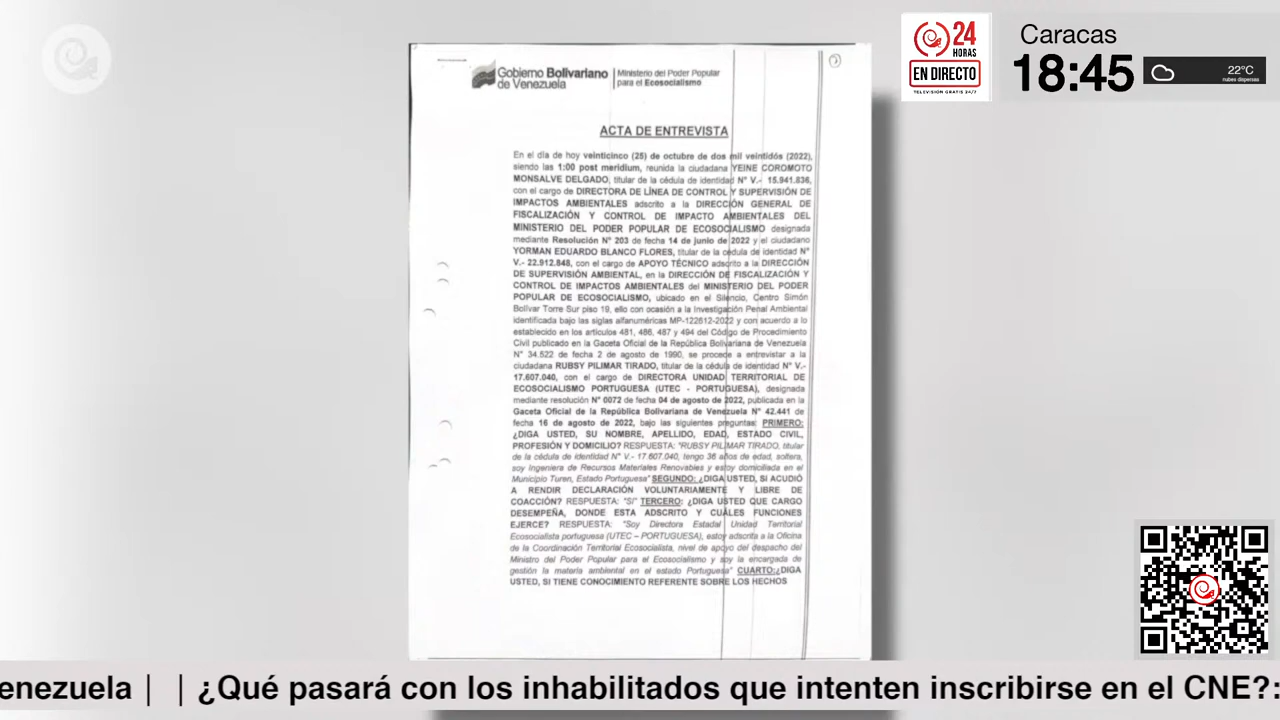 Gobierno Bolivariano
de Venezuela
Ministerio del Poder Popular
para el Ecosocialismo
ACTA DE ENTREVISTA
En el día de hoy veinticinco (25) de octubre de dos mil veintidós (2022),
siendo las 1:00 post meridium, reunida la ciudadana YEINE COROMOTO
MONSALVE DELGADO, titular de la cédula de identidad N° V.- 15.941.836,
con el cargo de DIRECTORA DE LÍNEA DE CONTROL Y SUPERVISIÓN DE
IMPACTOS AMBIENTALES adscrito a la DIRECCIÓN GENERAL DE
FISCALIZACIÓN Y CONTROL DE IMPACTO AMBIENTALES DEL
MINISTERIO DEL PODER POPULAR DE ECOSOCIALISMO designada
mediante Resolución N° 203 de fecha 14 de junio de 2022 y el ciudadano
YORMAN EDUARDO BLANCO FLORES, titular de la cédula de identidad N°
V.- 22.912.848, con el cargo de APOYO TÉCNICO adscrito a la DIRECCIÓN
DE SUPERVISIÓN AMBIENTAL, en la DIRECCIÓN DE FISCALIZACIÓN Y
CONTROL DE IMPACTOS AMBIENTALES del MINISTERIO DEL PODER
POPULAR DE ECOSOCIALISMO, ubicado en el Silencio, Centro Simón
Bolívar Torre Sur piso 19, ello con ocasión a la Investigación Penal Ambiental
identificada bajo las siglas alfanuméricas MP-122612-2022 y con acuerdo a lo
establecido en los artículos 481, 486, 487 y 494 del Código de Procedimiento
Civil publicado en la Gaceta Oficial de la República Bolivariana de Venezuela
N° 34.522 de fecha 2 de agosto de 1990, se procede a entrevistar a la
ciudadana RUBSY PILIMAR TIRADO, titular de la cédula de identidad N° V.-
17.607.040, con el cargo de DIRECTORA UNIDAD TERRITORIAL DE
ECOSOCIALISMO PORTUGUESA (UTEC - PORTUGUESA), designada
mediante resolución N° 0072 de fecha 04 de agosto de 2022, publicada en la
Gaceta Oficial de la República Bolivariana de Venezuela N° 42.441 de
fecha 16 de agosto de 2022, bajo las siguientes preguntas: PRIMERO:
¿DIGA USTED, SU NOMBRE, APELLIDO, EDAD, ESTADO CIVIL,
PROFESIÓN Y DOMICILIO? RESPUESTA: "RUBSY PILIMAR TIRADO, titular
de la cédula de identidad N° V.- 17.607.040, tengo 36 años de edad, soltera,
soy Ingeniera de Recursos Materiales Renovables y estoy domiciliada en el
Municipio Turen, Estado Portuguesa" SEGUNDO: ¿DIGA USTED, SI ACUDIÓ
A RENDIR DECLARACIÓN VOLUNTARIAMENTE Y LIBRE DE
COACCIÓN? RESPUESTA: "SI" TERCERO: ¿DIGA USTED QUE CARGO
DESEMPEÑA, DONDE ESTA ADSCRITO Y CUÁLES FUNCIONES
EJERCE? RESPUESTA: "Soy Directora Estadal Unidad Territorial
Ecosocialista portuguesa (UTEC – PORTUGUESA), estoy adscrita a la Oficina
de la Coordinación Territorial Ecosocialista, nivel de apoyo del despacho del
Ministro del Poder Popular para el Ecosocialismo y soy la encargada de
gestión la materia ambiental en el estado Portuguesa" CUARTO:¿DIGA
USTED, SI TIENE CONOCIMIENTO REFERENTE SOBRE LOS HECHOS
24
HORAS
EN DIRECTO
TELEVISIÓN GRATIS 24/7
Caracas
18:45
22°C
nubes dispersas
enezuela | | ¿Qué pasará con los inhabilitados que intenten inscribirse en el CNE?: